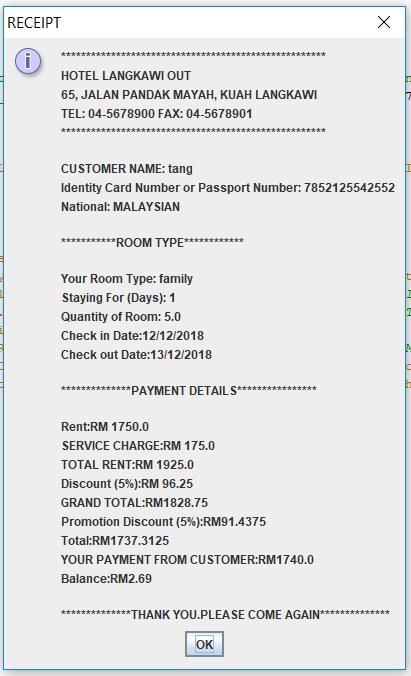 RECEIPT
****************************************************
HOTEL LANGKAWI OUT
65, JALAN PANDAK MAYAH, KUAH LANGKAWI
TEL: 04-5678900 FAX: 04-5678901
****************************************************
CUSTOMER NAME: tang
Identity Card Number or Passport Number: 7852125542552
National: MALAYSIAN
***********ROOM TYPE************
Your Room Type: family
Staying For (Days): 1
Quantity of Room: 5.0
Check in Date:12/12/2018
Check out Date:13/12/2018
**************PAYMENT DETAILS****************
Rent:RM 1750.0
SERVICE CHARGE:RM 175.0
TOTAL RENT:RM 1925.0
Discount (5%):RM 96.25
GRAND TOTAL:RM1828.75
Promotion Discount (5%):RM91.4375
Total:RM1737.3125
YOUR PAYMENT FROM CUSTOMER:RM1740.0
Balance:RM2.69
**************THANK YOU.PLEASE COME AGAIN**************
OK